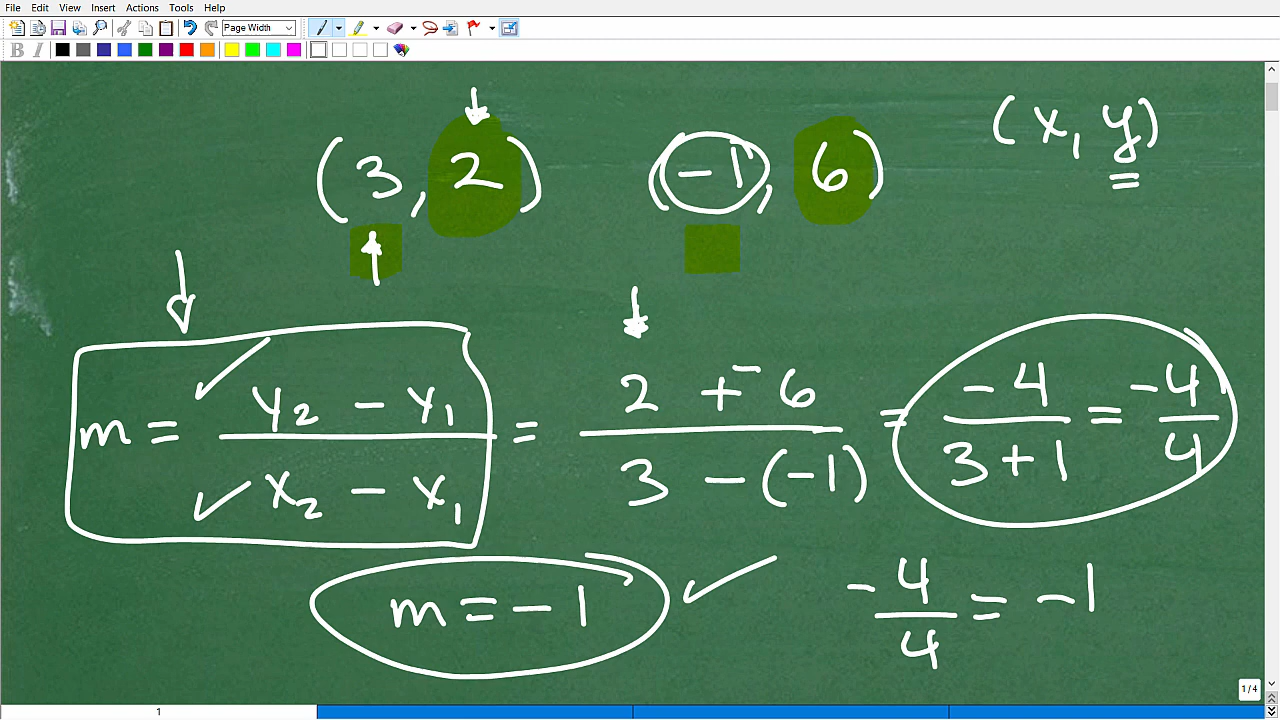 File Edit View Insert Actions Tools Help
Page Width
B I
(3, 2) (-1, 6) (x, y)
m = y₂ - y₁ / x₂ - x₁ = 2 + -6 / 3 - (-1) = -4 / 3+1 = -4 / 4
m = -1
-4 / 4 = -1
1/4
1